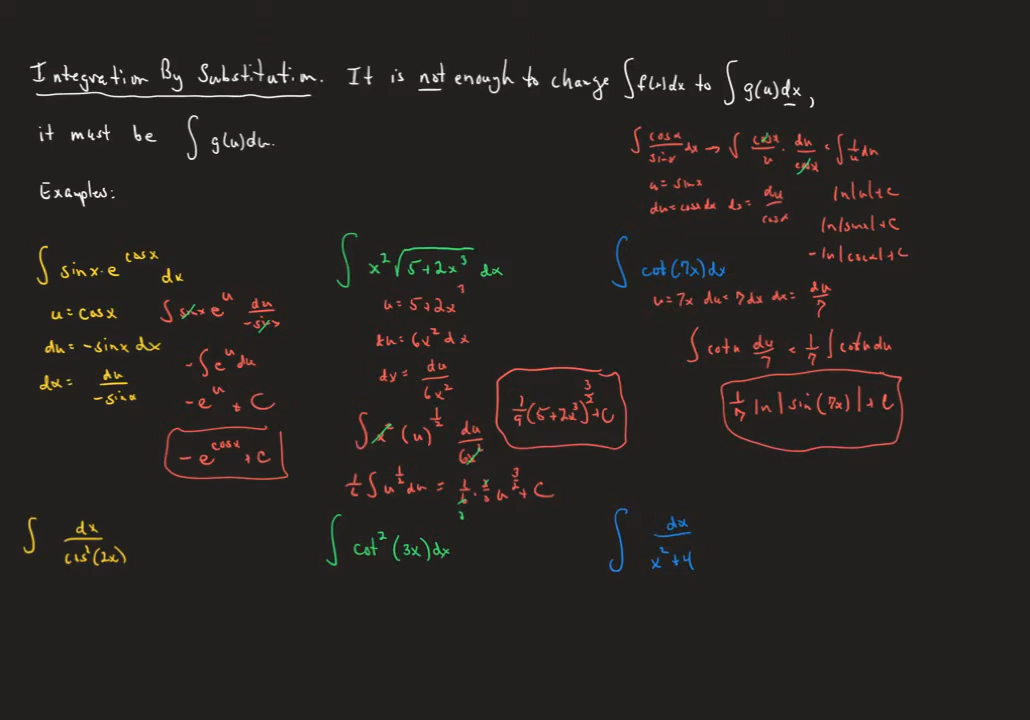 Integration By Substitution. It is not enough to change ∫f(x)dx to ∫g(u)dx,
it must be ∫g(u)du.
Examples:
∫ cosx/sinx dx → ∫ cosx/u · du/cosx = ∫ 1/u du
u = sinx
du = cosx dx dx = du/cosx
ln|u|+C
ln|sinx|+C
-ln|cscx|+C
∫ sinx·e^cosx dx
u = cosx
du = -sinx dx
dx = du/-sinx
∫ sinx e^u du/-sinx
-∫e^u du
-e^u + C
-e^cosx + C
∫ x² √(5+2x³) dx
u = 5+2x³
du = 6x² dx
dx = du/6x²
∫ x² (u)^1/2 du/6x²
1/6 ∫ u^1/2 du = 1/6 · 2/3 u^3/2 + C
3
1/9 (5+2x³)^3/2 + C
∫ cot(7x)dx
u = 7x du = 7dx dx = du/7
∫ cotu du/7 = 1/7 ∫ cotu du
1/7 ln|sin(7x)| + C
∫ dx/cos²(2x)
∫ cot²(3x)dx
∫ dx/x²+4